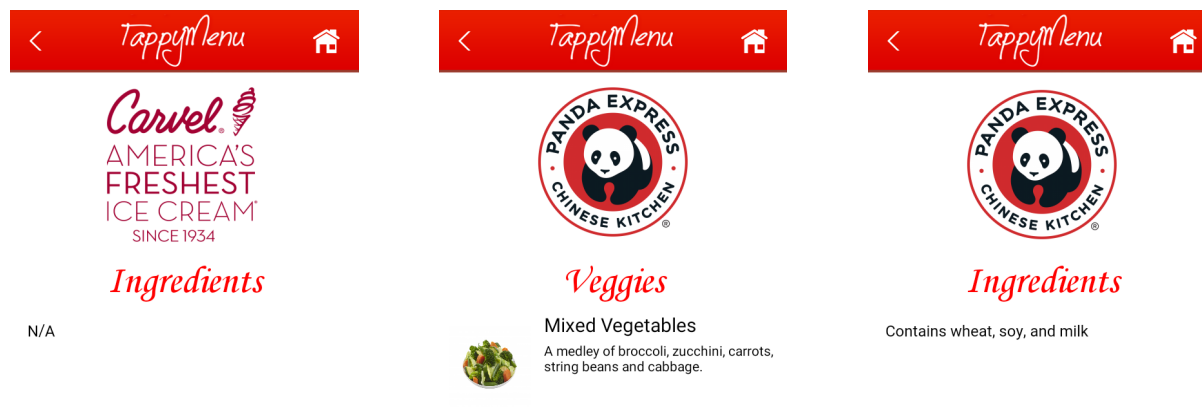 TappyMenu
Carvel.
AMERICA'S
FRESHEST
ICE CREAM
SINCE 1934
Ingredients
N/A
TappyMenu
PANDA EXPRESS
CHINESE KITCHEN
®
Veggies
Mixed Vegetables
A medley of broccoli, zucchini, carrots,
string beans and cabbage.
TappyMenu
PANDA EXPRESS
CHINESE KITCHEN
®
Ingredients
Contains wheat, soy, and milk